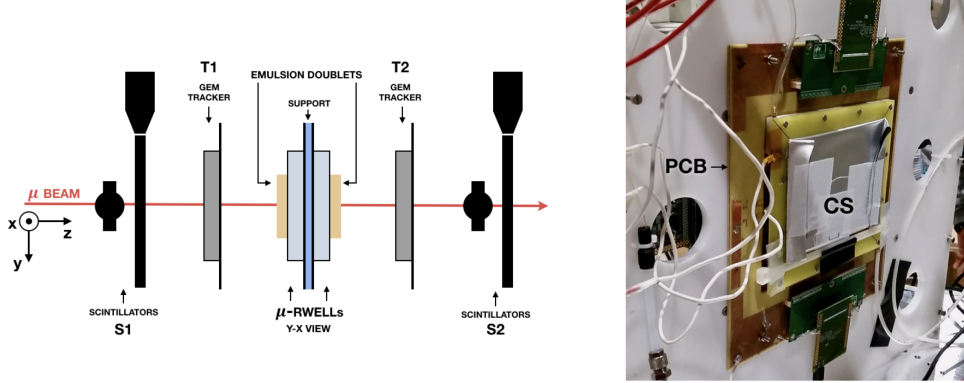 T1
GEM
TRACKER
EMULSION DOUBLETS
SUPPORT
T2
GEM
TRACKER
μ BEAM
x
z
y
SCINTILLATORS
S1
μ-RWELLs
Y-X VIEW
SCINTILLATORS
S2
PCB
CS